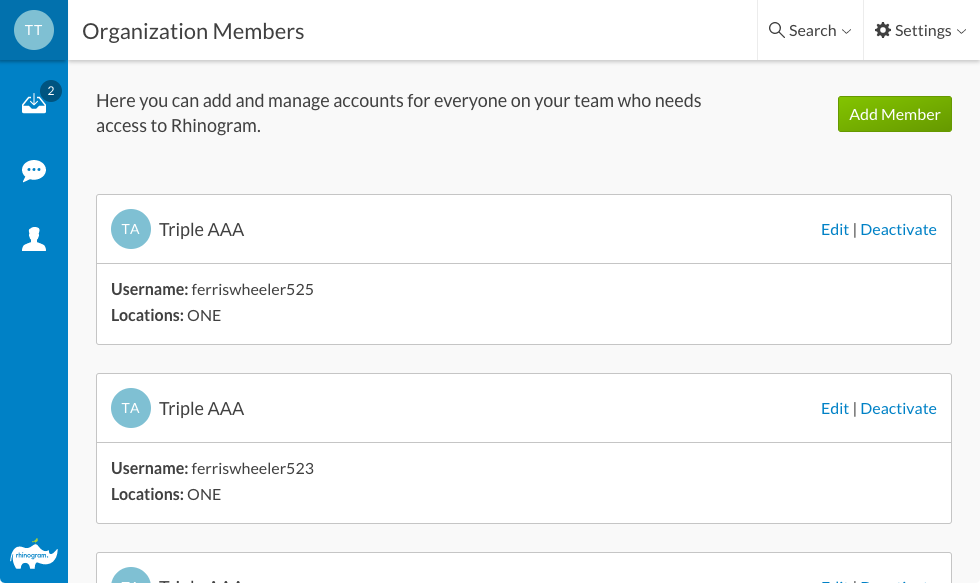 TT
Organization Members
Search
Settings
2
Here you can add and manage accounts for everyone on your team who needs
access to Rhinogram.
Add Member
TA
Triple AAA
Edit | Deactivate
Username: ferriswheeler525
Locations: ONE
TA
Triple AAA
Edit | Deactivate
Username: ferriswheeler523
Locations: ONE
rhinogram